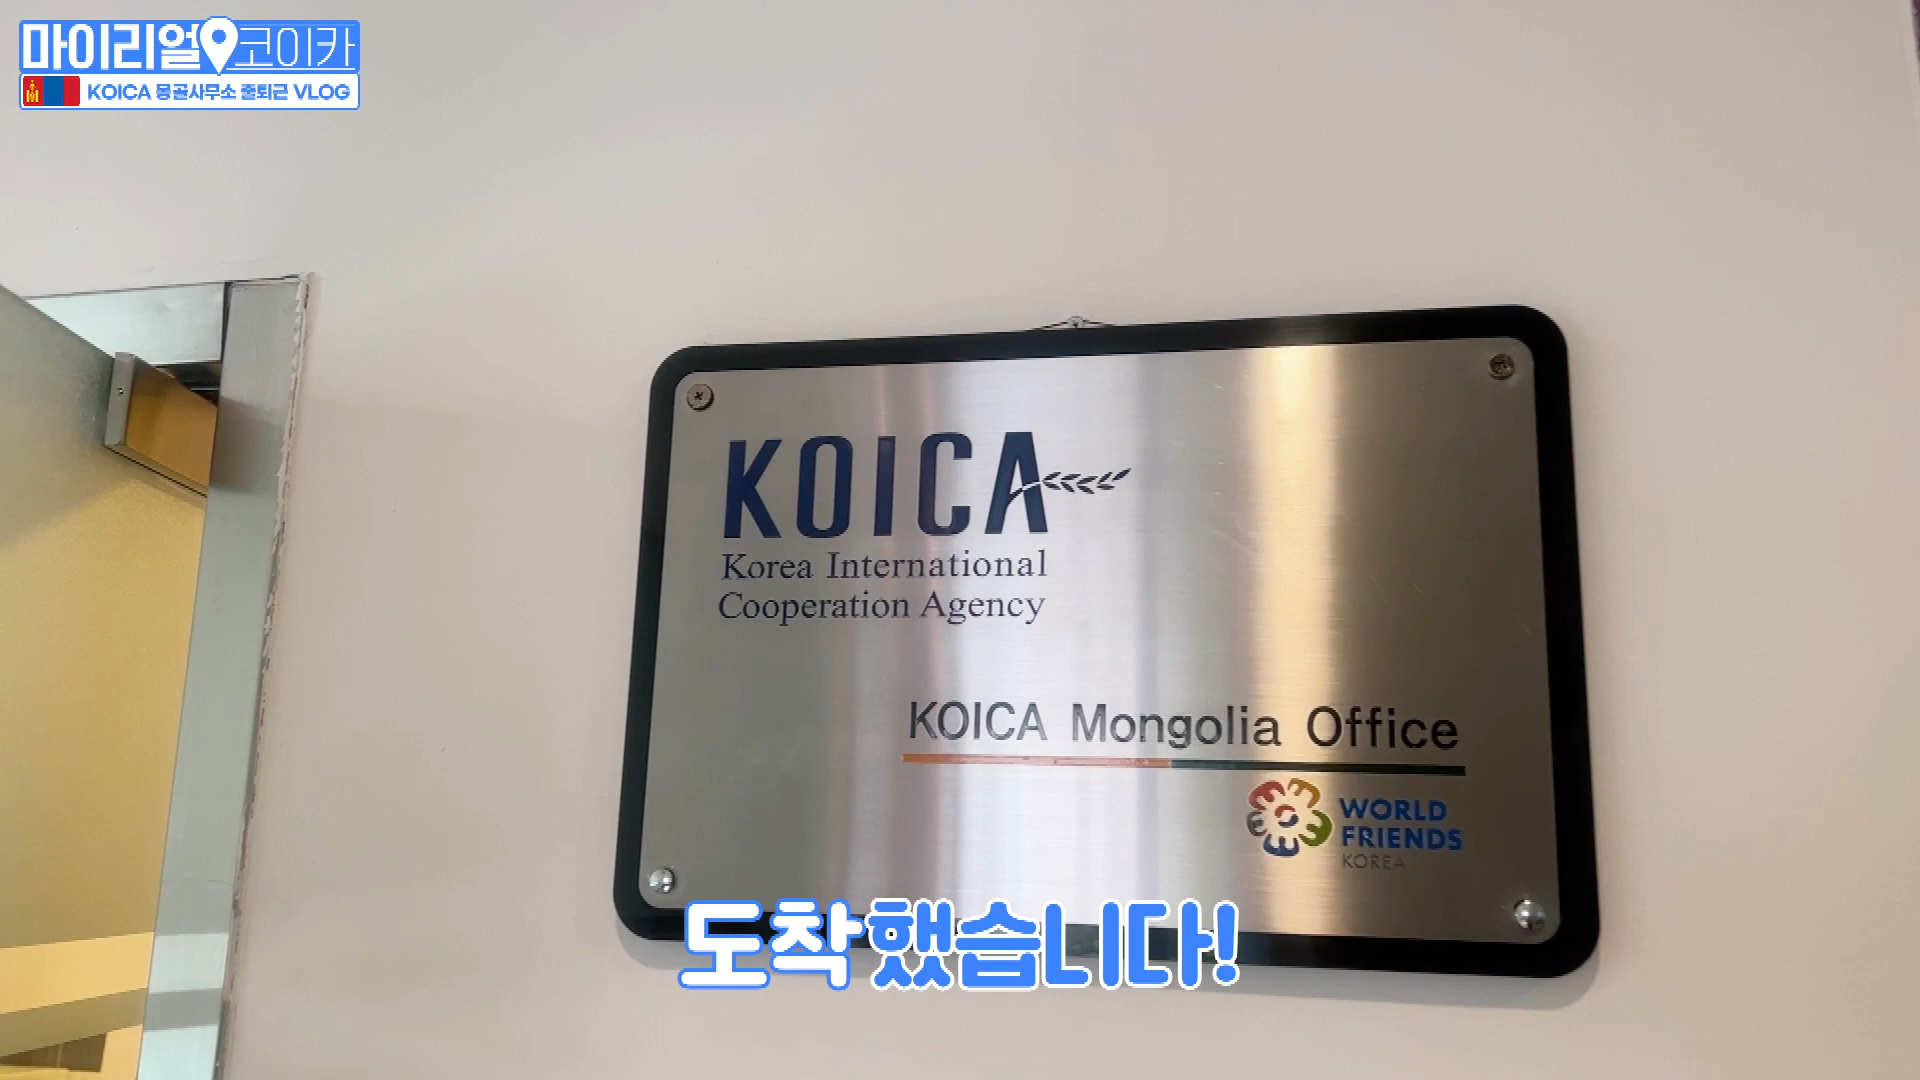 마이리얼 코이카
KOICA 몽골사무소 출퇴근 VLOG
KOICA
Korea International
Cooperation Agency
KOICA Mongolia Office
WORLD
FRIENDS
KOREA
도착했습니다!